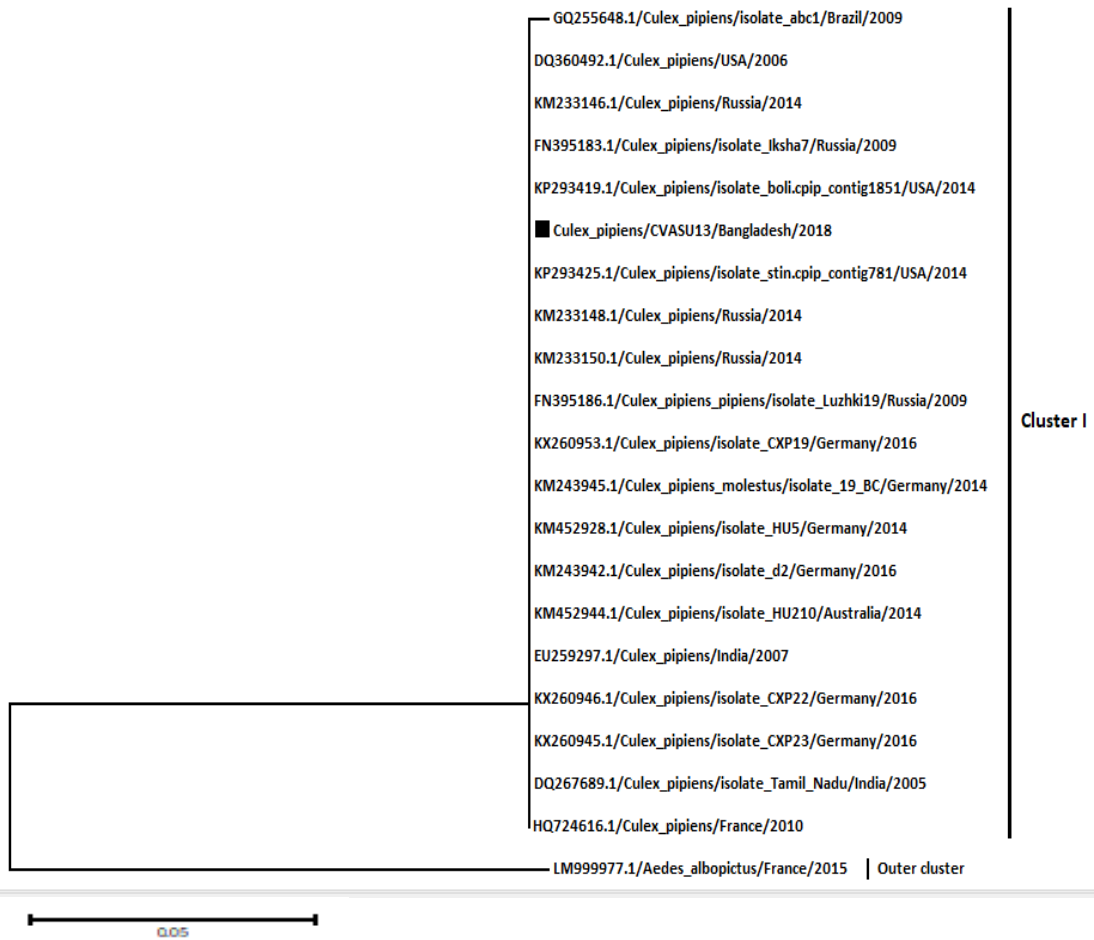 GQ255648.1/Culex_pipiens/isolate_abc1/Brazil/2009
DQ360492.1/Culex_pipiens/USA/2006
KM233146.1/Culex_pipiens/Russia/2014
FN395183.1/Culex_pipiens/isolate_Iksha7/Russia/2009
KP293419.1/Culex_pipiens/isolate_boli.cpip_contig1851/USA/2014
Culex_pipiens/CVASU13/Bangladesh/2018
KP293425.1/Culex_pipiens/isolate_stin.cpip_contig781/USA/2014
KM233148.1/Culex_pipiens/Russia/2014
KM233150.1/Culex_pipiens/Russia/2014
FN395186.1/Culex_pipiens_pipiens/isolate_Luzhki19/Russia/2009
Cluster I
KX260953.1/Culex_pipiens/isolate_CXP19/Germany/2016
KM243945.1/Culex_pipiens_molestus/isolate_19_BC/Germany/2014
KM452928.1/Culex_pipiens/isolate_HU5/Germany/2014
KM243942.1/Culex_pipiens/isolate_d2/Germany/2016
KM452944.1/Culex_pipiens/isolate_HU210/Australia/2014
EU259297.1/Culex_pipiens/India/2007
KX260946.1/Culex_pipiens/isolate_CXP22/Germany/2016
KX260945.1/Culex_pipiens/isolate_CXP23/Germany/2016
DQ267689.1/Culex_pipiens/isolate_Tamil_Nadu/India/2005
HQ724616.1/Culex_pipiens/France/2010
LM999977.1/Aedes_albopictus/France/2015 Outer cluster
0.05